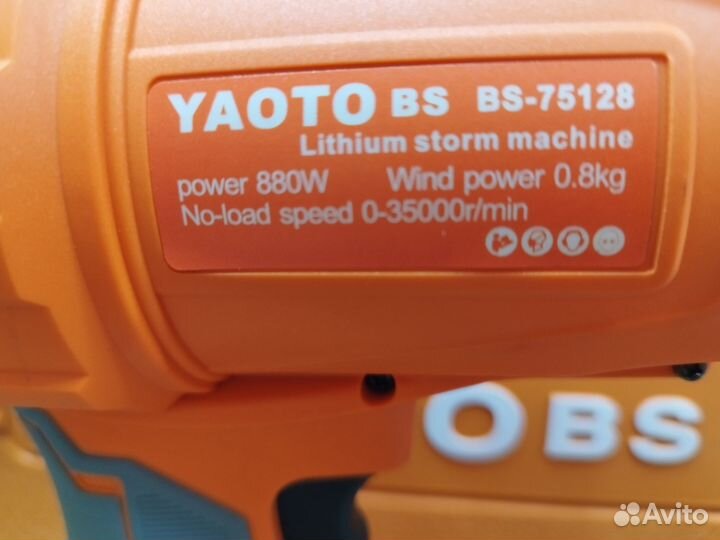 YAOTO BS BS-75128
Lithium storm machine
power 880W Wind power 0.8kg
No-load speed 0-35000r/min
O BS
Avito